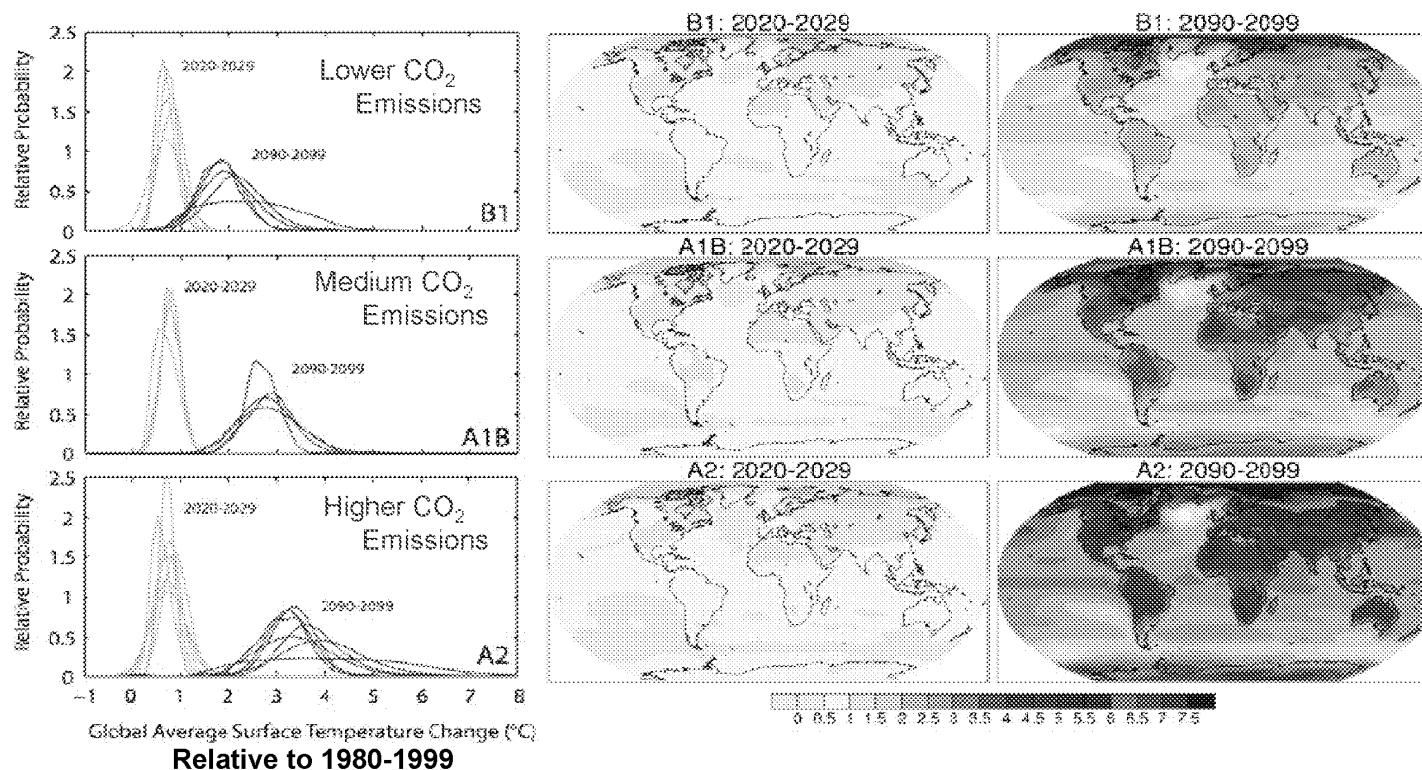 B1: 2020-2029
B1: 2090-2099
Relative Probability
2.5
2
1.5
1
0.5
0
2020-2029
Lower CO₂
Emissions
2090-2099
B1
A1B: 2020-2029
A1B: 2090-2099
Relative Probability
2.5
2
1.5
1
0.5
0
2020-2029
Medium CO₂
Emissions
2090-2099
A1B
A2: 2020-2029
A2: 2090-2099
Relative Probability
2.5
2
1.5
1
0.5
0
2020-2029
Higher CO₂
Emissions
2090-2099
A2
−1 0 1 2 3 4 5 6 7 8
0 0.5 1 1.5 2 2.5 3 3.5 4 4.5 5 5.5 6 6.5 7 7.5
Global Average Surface Temperature Change (°C)
Relative to 1980-1999